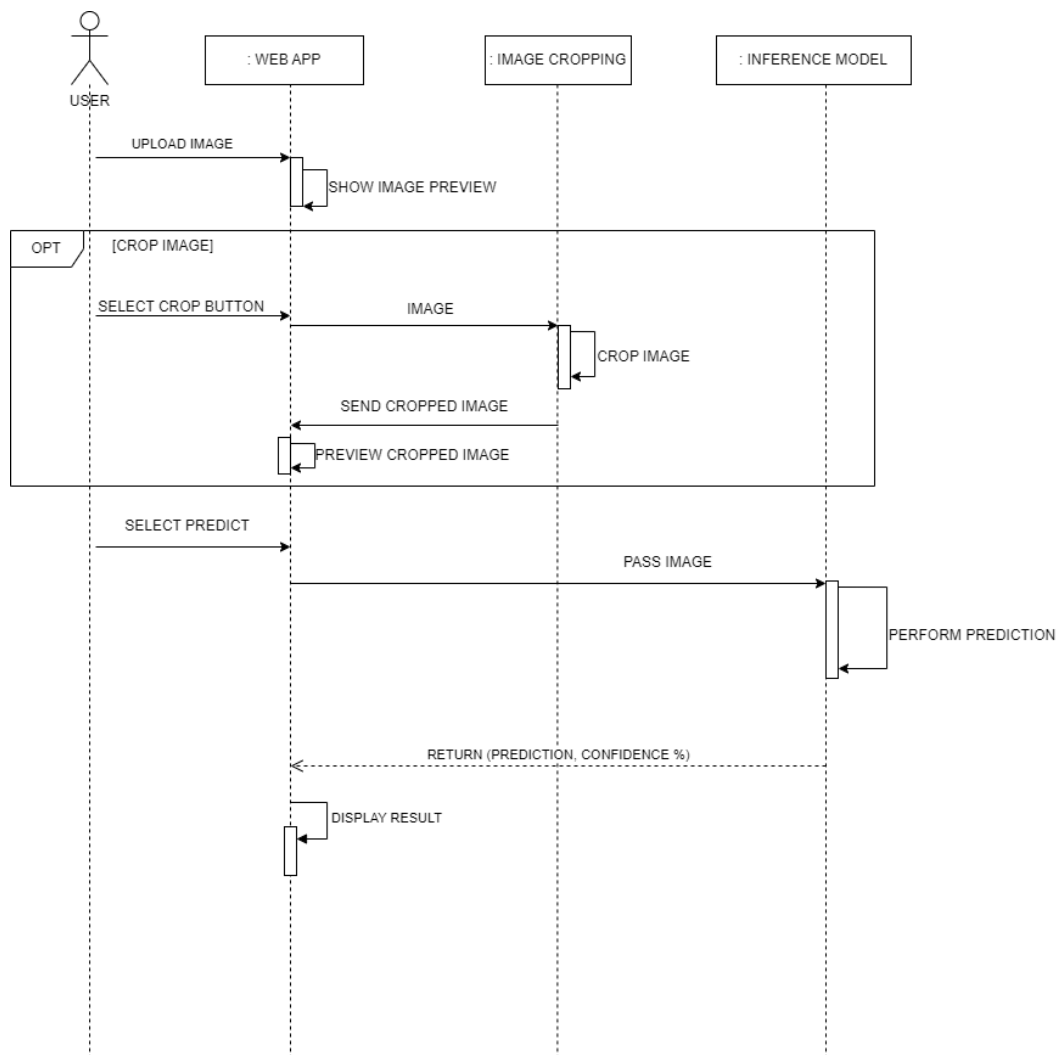 USER
: WEB APP
: IMAGE CROPPING
: INFERENCE MODEL
UPLOAD IMAGE
SHOW IMAGE PREVIEW
OPT
[CROP IMAGE]
SELECT CROP BUTTON
IMAGE
CROP IMAGE
SEND CROPPED IMAGE
PREVIEW CROPPED IMAGE
SELECT PREDICT
PASS IMAGE
PERFORM PREDICTION
RETURN (PREDICTION, CONFIDENCE %)
DISPLAY RESULT